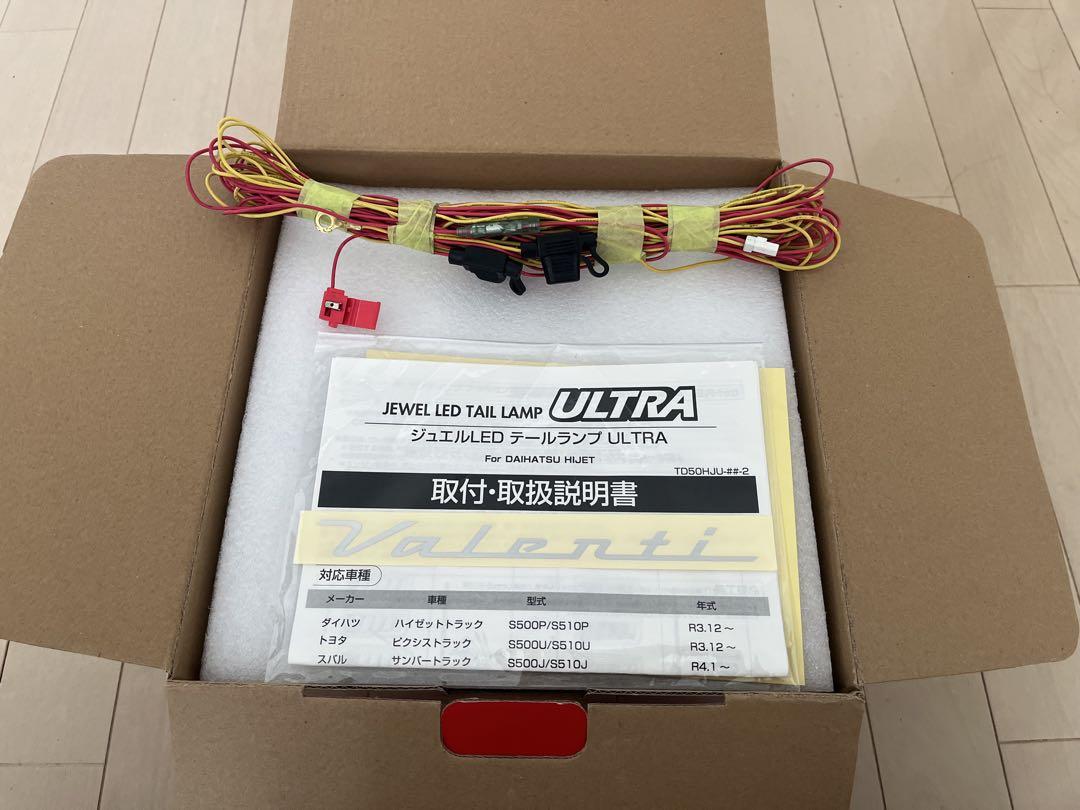 JEWEL LED TAIL LAMP ULTRA
ジュエルLED テールランプ ULTRA
For DAIHATSU HIJET
TD50HJU-##-2
取付・取扱説明書
Valenti
対応車種
メーカー 車種 型式 年式
ダイハツ ハイゼットトラック S500P/S510P R3.12～
トヨタ ピクシストラック S500U/S510U R3.12～
スバル サンバートラック S500J/S510J R4.1～